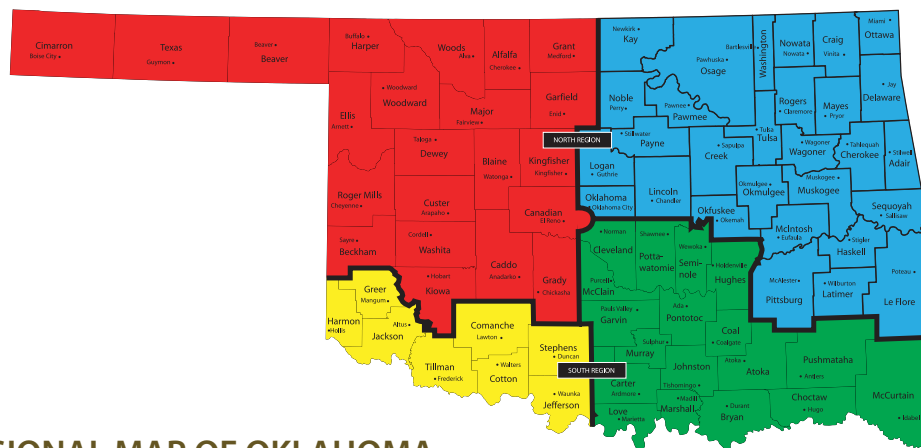 Cimarron
Boise City
Texas
Guymon
Beaver
Beaver
Buffalo
Harper
Woods
Alva
Alfalfa
Cherokee
Grant
Medford
Newkirk
Kay
Pawhuska
Osage
Bartlesville
Washington
Nowata
Nowata
Craig
Vinita
Miami
Ottawa
Woodward
Woodward
Ellis
Arnett
Major
Fairview
Garfield
Enid
Noble
Perry
Pawnee
Pawmee
Rogers
Claremore
Mayes
Pryor
Jay
Delaware
Taloga
Dewey
Blaine
Watonga
Kingfisher
Kingfisher
NORTH REGION
Stillwater
Payne
Logan
Guthrie
Sapulpa
Creek
Tulsa
Tulsa
Wagoner
Wagoner
Tahlequah
Cherokee
Stilwell
Adair
Roger Mills
Cheyenne
Custer
Arapaho
Canadian
El Reno
Oklahoma
Oklahoma City
Lincoln
Chandler
Okfuskee
Okemah
Okmulgee
Okmulgee
Muskogee
Muskogee
Sequoyah
Sallisaw
Sayre
Beckham
Cordell
Washita
Caddo
Anadarko
Grady
Chickasha
Norman
Cleveland
Shawnee
Potta-
watomie
Wewoka
Semi-
nole
Holdenville
Hughes
McIntosh
Eufaula
Stigler
Haskell
Poteau
Le Flore
Greer
Mangum
Hobart
Kiowa
Purcell
McClain
McAlester
Pittsburg
Wilburton
Latimer
Harmon
Hollis
Altus
Jackson
Comanche
Lawton
Stephens
Duncan
Pauls Valley
Garvin
Ada
Pontotoc
Coal
Coalgate
Tillman
Frederick
Walters
Cotton
SOUTH REGION
Sulphur
Murray
Johnston
Tishomingo
Atoka
Atoka
Pushmataha
Antlers
McCurtain
Idabel
Waunka
Jefferson
Carter
Ardmore
Love
Marietta
Madill
Marshall
Durant
Bryan
Choctaw
Hugo
SIONAL MAP OF OKLAHOMA